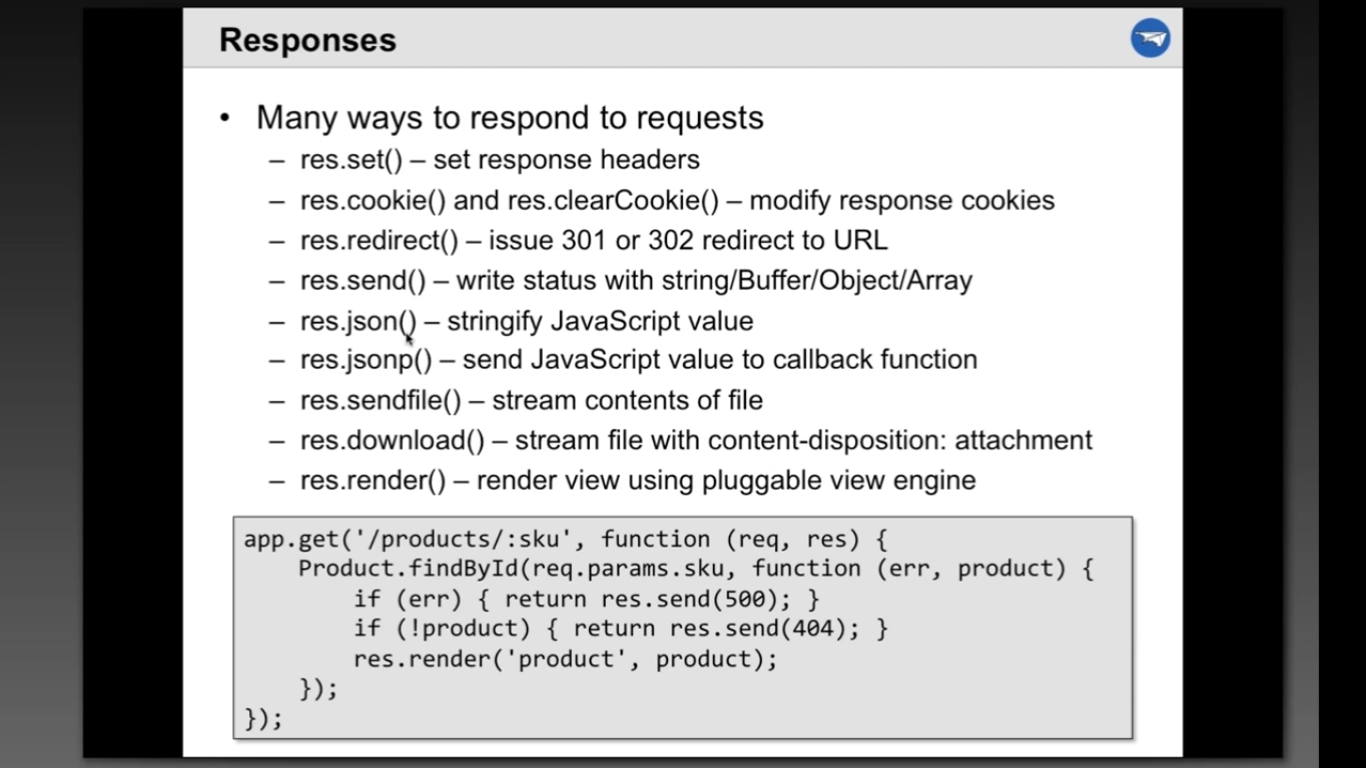 Responses
• Many ways to respond to requests
– res.set() – set response headers
– res.cookie() and res.clearCookie() – modify response cookies
– res.redirect() – issue 301 or 302 redirect to URL
– res.send() – write status with string/Buffer/Object/Array
– res.json() – stringify JavaScript value
– res.jsonp() – send JavaScript value to callback function
– res.sendfile() – stream contents of file
– res.download() – stream file with content-disposition: attachment
– res.render() – render view using pluggable view engine
app.get('/products/:sku', function (req, res) {
    Product.findById(req.params.sku, function (err, product) {
        if (err) { return res.send(500); }
        if (!product) { return res.send(404); }
        res.render('product', product);
    });
});